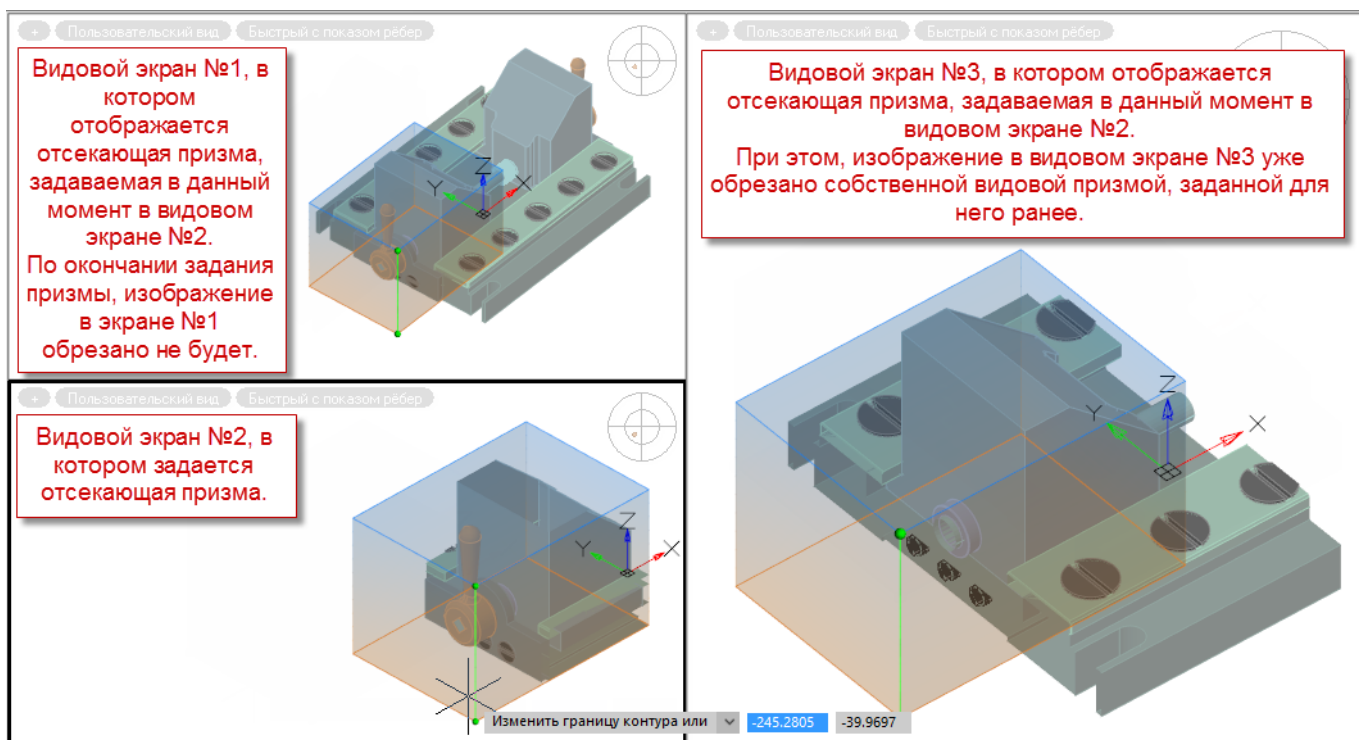 + Пользовательский вид Быстрый с показом рёбер
Видовой экран №1, в
котором
отображается
отсекающая призма,
задаваемая в данный
момент в видовом
экране №2.
По окончании задания
призмы, изображение
в экране №1
обрезано не будет.
Z
Y
X
+ Пользовательский вид Быстрый с показом рёбер
Видовой экран №3, в котором отображается
отсекающая призма, задаваемая в данный момент в
видовом экране №2.
При этом, изображение в видовом экране №3 уже
обрезано собственной видовой призмой, заданной для
него ранее.
Z
Y
X
+ Пользовательский вид Быстрый с показом рёбер
Видовой экран №2, в
котором задается
отсекающая призма.
Z
Y
X
Изменить границу контура или -245.2805 -39.9697